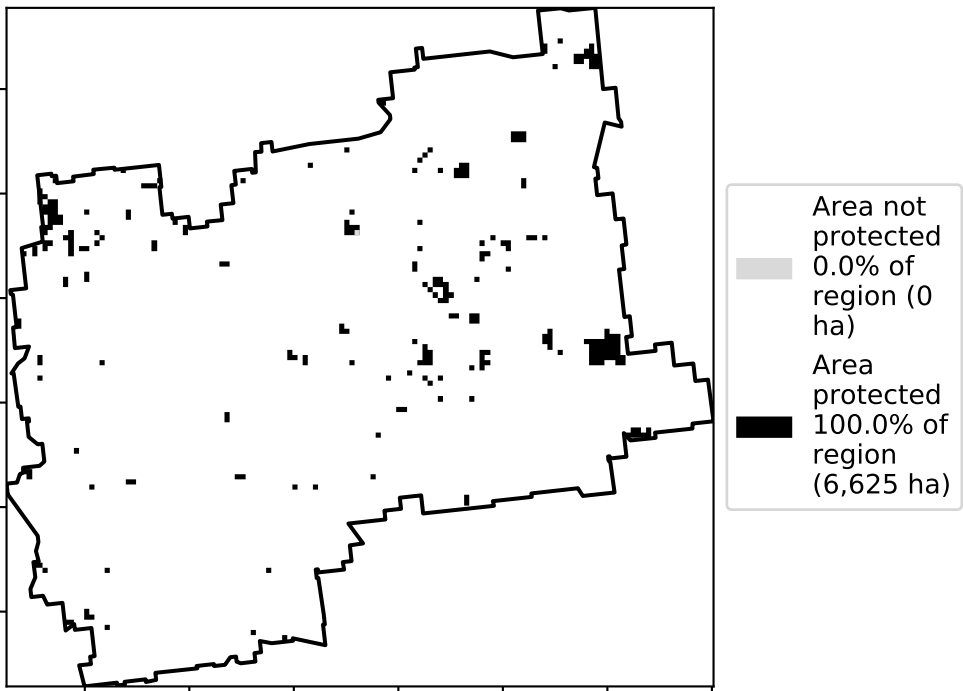 Area not
protected
0.0% of
region (0
ha)
Area
protected
100.0% of
region
(6,625 ha)